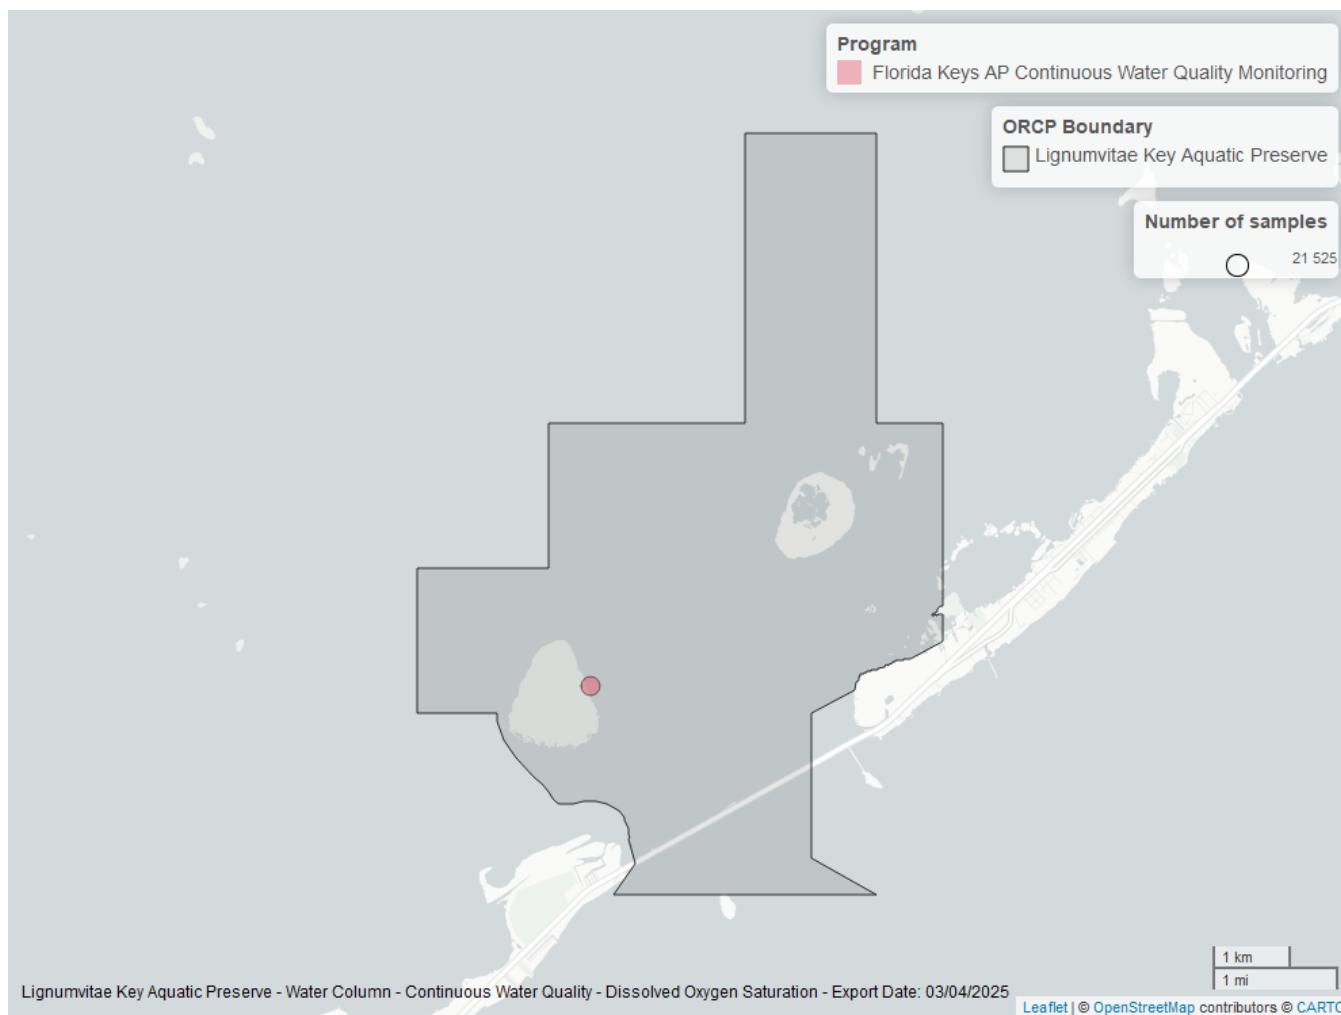 Program
Florida Keys AP Continuous Water Quality Monitoring
ORCP Boundary
Lignumvitae Key Aquatic Preserve
Number of samples
21 525
1 km
1 mi
Lignumvitae Key Aquatic Preserve - Water Column - Continuous Water Quality - Dissolved Oxygen Saturation - Export Date: 03/04/2025
Leaflet | © OpenStreetMap contributors © CARTO